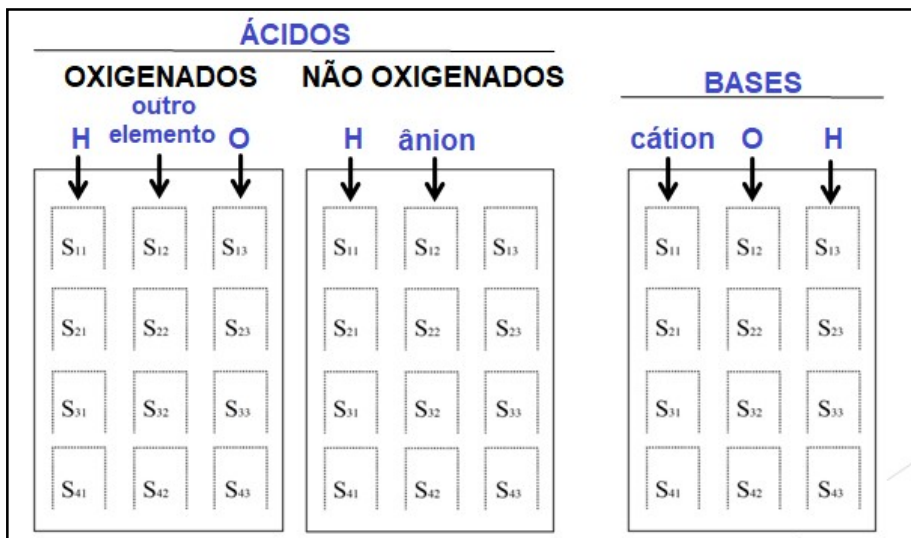 ÁCIDOS
OXIGENADOS NÃO OXIGENADOS
BASES
outro
H elemento O H ânion cátion O H
S11 S12 S13 S11 S12 S13 S11 S12 S13
S21 S22 S23 S21 S22 S23 S21 S22 S23
S31 S32 S33 S31 S32 S33 S31 S32 S33
S41 S42 S43 S41 S42 S43 S41 S42 S43